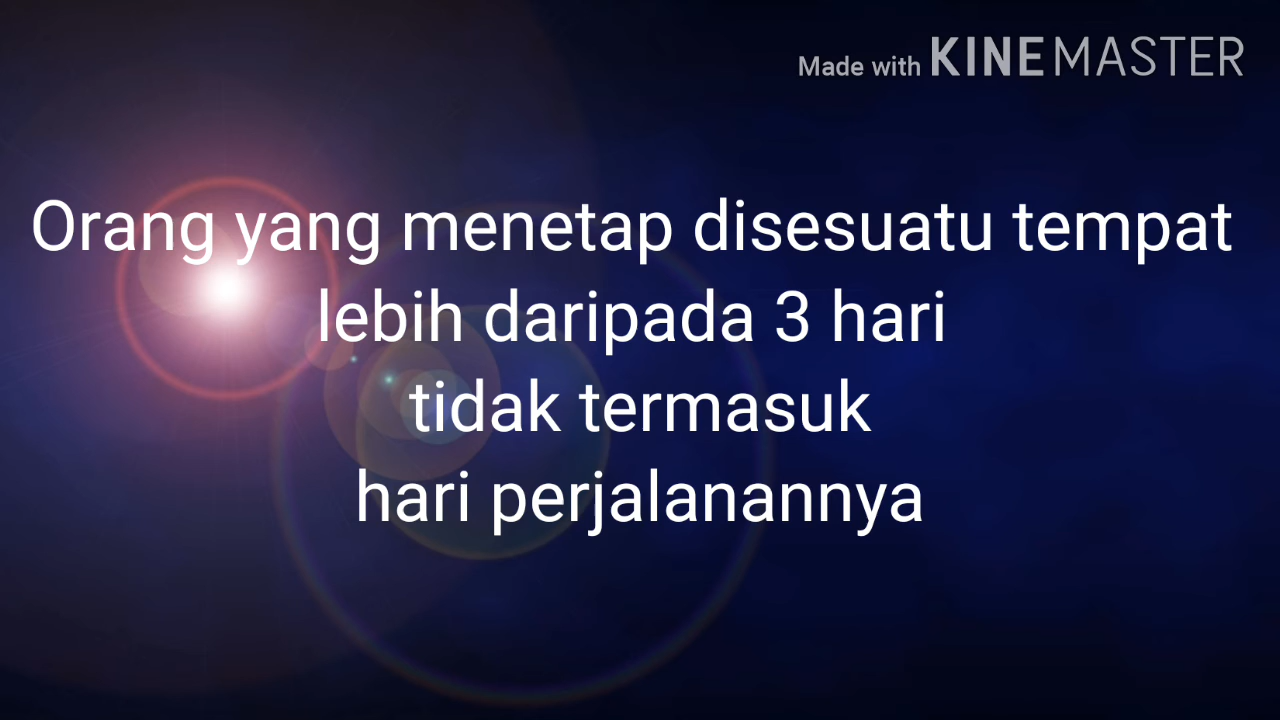 Made with KINEMASTER
Orang yang menetap disesuatu tempat
lebih daripada 3 hari
tidak termasuk
hari perjalanannya